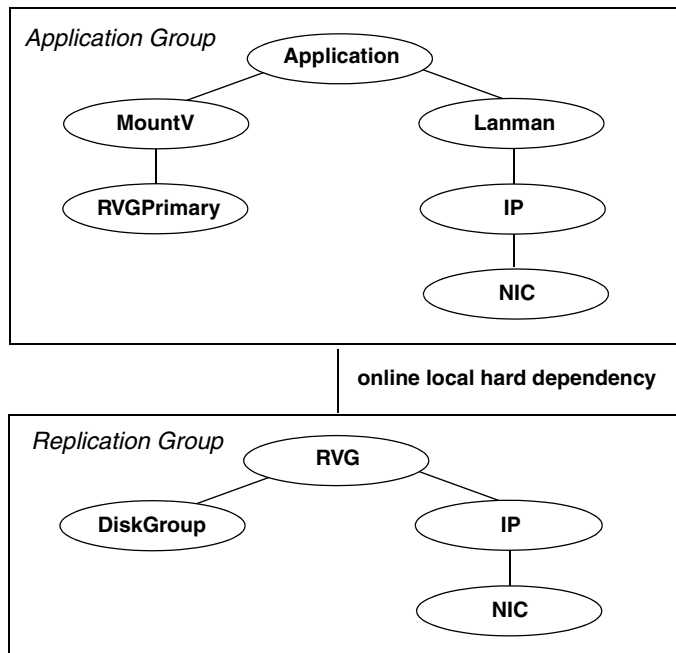 Application Group
Application
MountV
Lanman
RVGPrimary
IP
NIC
online local hard dependency
Replication Group
RVG
DiskGroup
IP
NIC